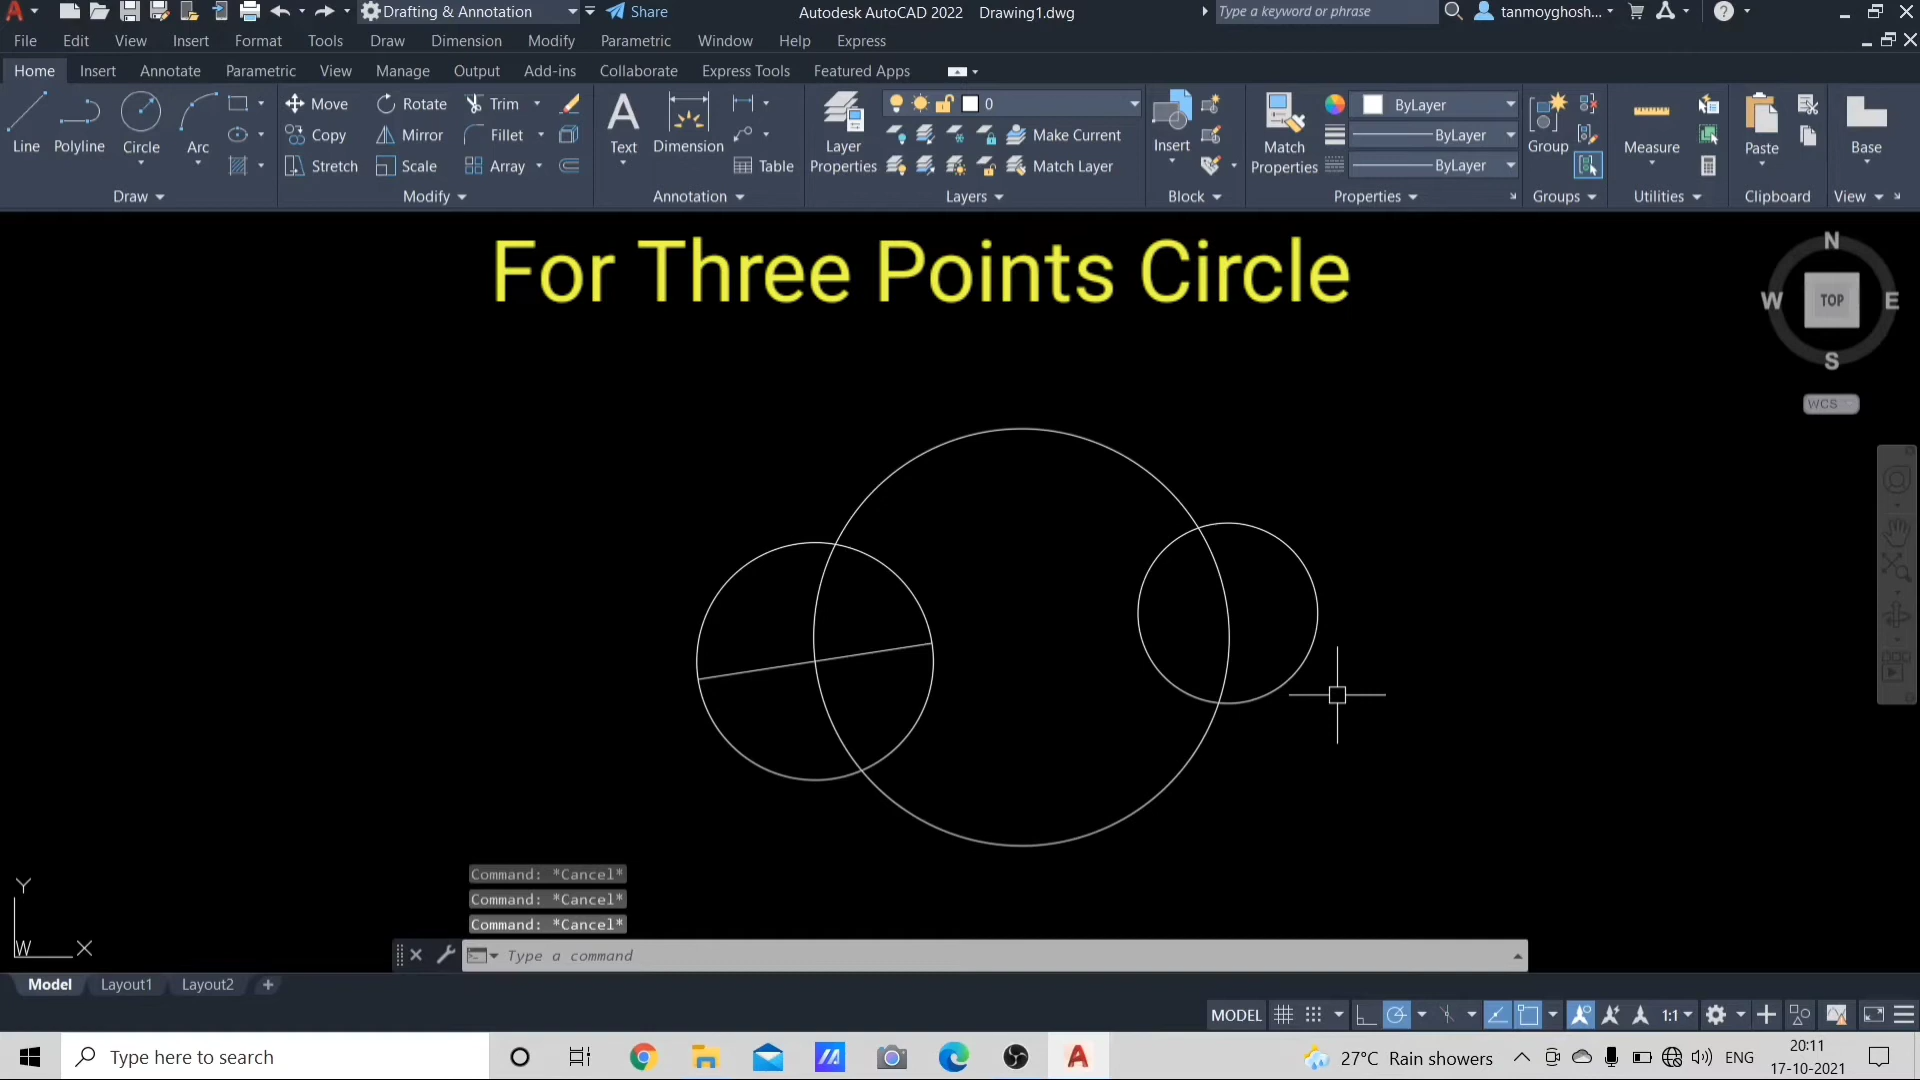 Drafting & Annotation Share Autodesk AutoCAD 2022 Drawing1.dwg Type a keyword or phrase tanmoyghosh...
File Edit View Insert Format Tools Draw Dimension Modify Parametric Window Help Express
Home Insert Annotate Parametric View Manage Output Add-ins Collaborate Express Tools Featured Apps
Line Polyline Circle Arc
Move Rotate Trim
Copy Mirror Fillet
Stretch Scale Array
Text Dimension
Table
Layer
Properties
0
Make Current
Match Layer
Insert
Match
Properties
ByLayer
ByLayer
ByLayer
Group
Measure
Paste
Base
Draw Modify Annotation Layers Block Properties Groups Utilities Clipboard View
For Three Points Circle
N
W TOP E
S
WCS
Command: *Cancel*
Command: *Cancel*
Command: *Cancel*
Y
W X
Type a command
Model Layout1 Layout2 +
MODEL 1:1
Type here to search
27°C Rain showers ENG
20:11
17-10-2021